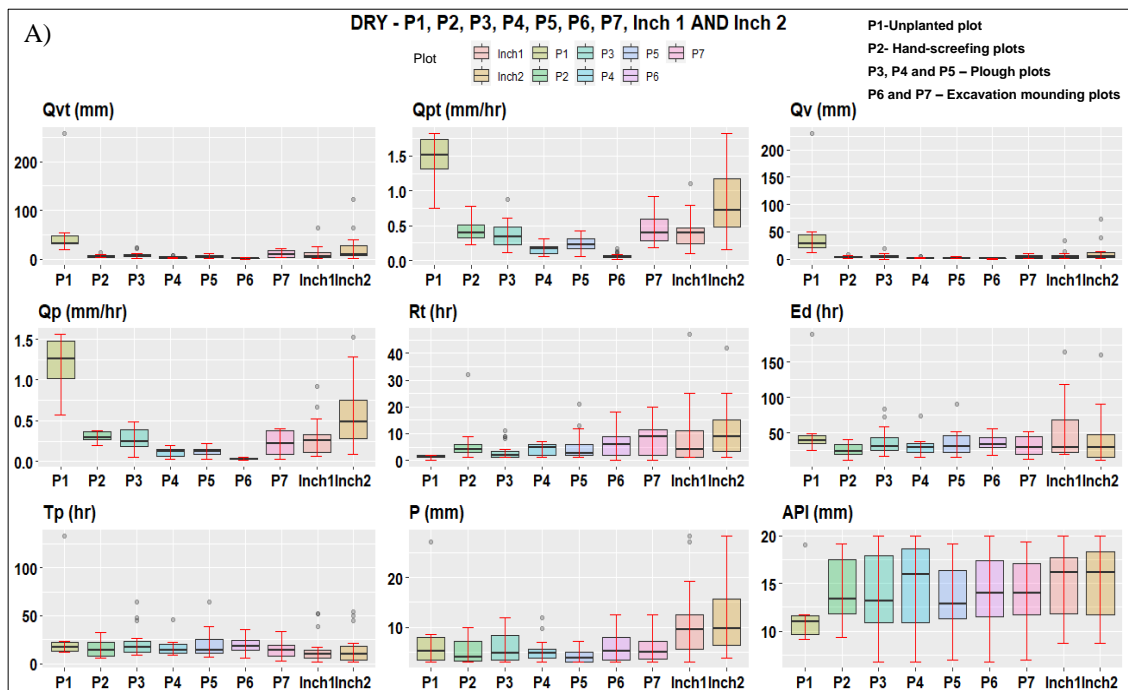 A)
DRY - P1, P2, P3, P4, P5, P6, P7, Inch 1 AND Inch 2
Plot Inch1 P1 P3 P5 P7
Inch2 P2 P4 P6
P1-Unplanted plot
P2- Hand-screefing plots
P3, P4 and P5 – Plough plots
P6 and P7 – Excavation mounding plots
Qvt (mm)
200
100
0
P1 P2 P3 P4 P5 P6 P7 Inch1 Inch2
Qpt (mm/hr)
1.5
1.0
0.5
0.0
P1 P2 P3 P4 P5 P6 P7 Inch1 Inch2
Qv (mm)
200
150
100
50
0
P1 P2 P3 P4 P5 P6 P7 Inch1 Inch2
Qp (mm/hr)
1.5
1.0
0.5
0.0
P1 P2 P3 P4 P5 P6 P7 Inch1 Inch2
Rt (hr)
40
30
20
10
0
P1 P2 P3 P4 P5 P6 P7 Inch1 Inch2
Ed (hr)
150
100
50
P1 P2 P3 P4 P5 P6 P7 Inch1 Inch2
Tp (hr)
100
50
0
P1 P2 P3 P4 P5 P6 P7 Inch1 Inch2
P (mm)
20
10
P1 P2 P3 P4 P5 P6 P7 Inch1 Inch2
API (mm)
20
15
10
P1 P2 P3 P4 P5 P6 P7 Inch1 Inch2